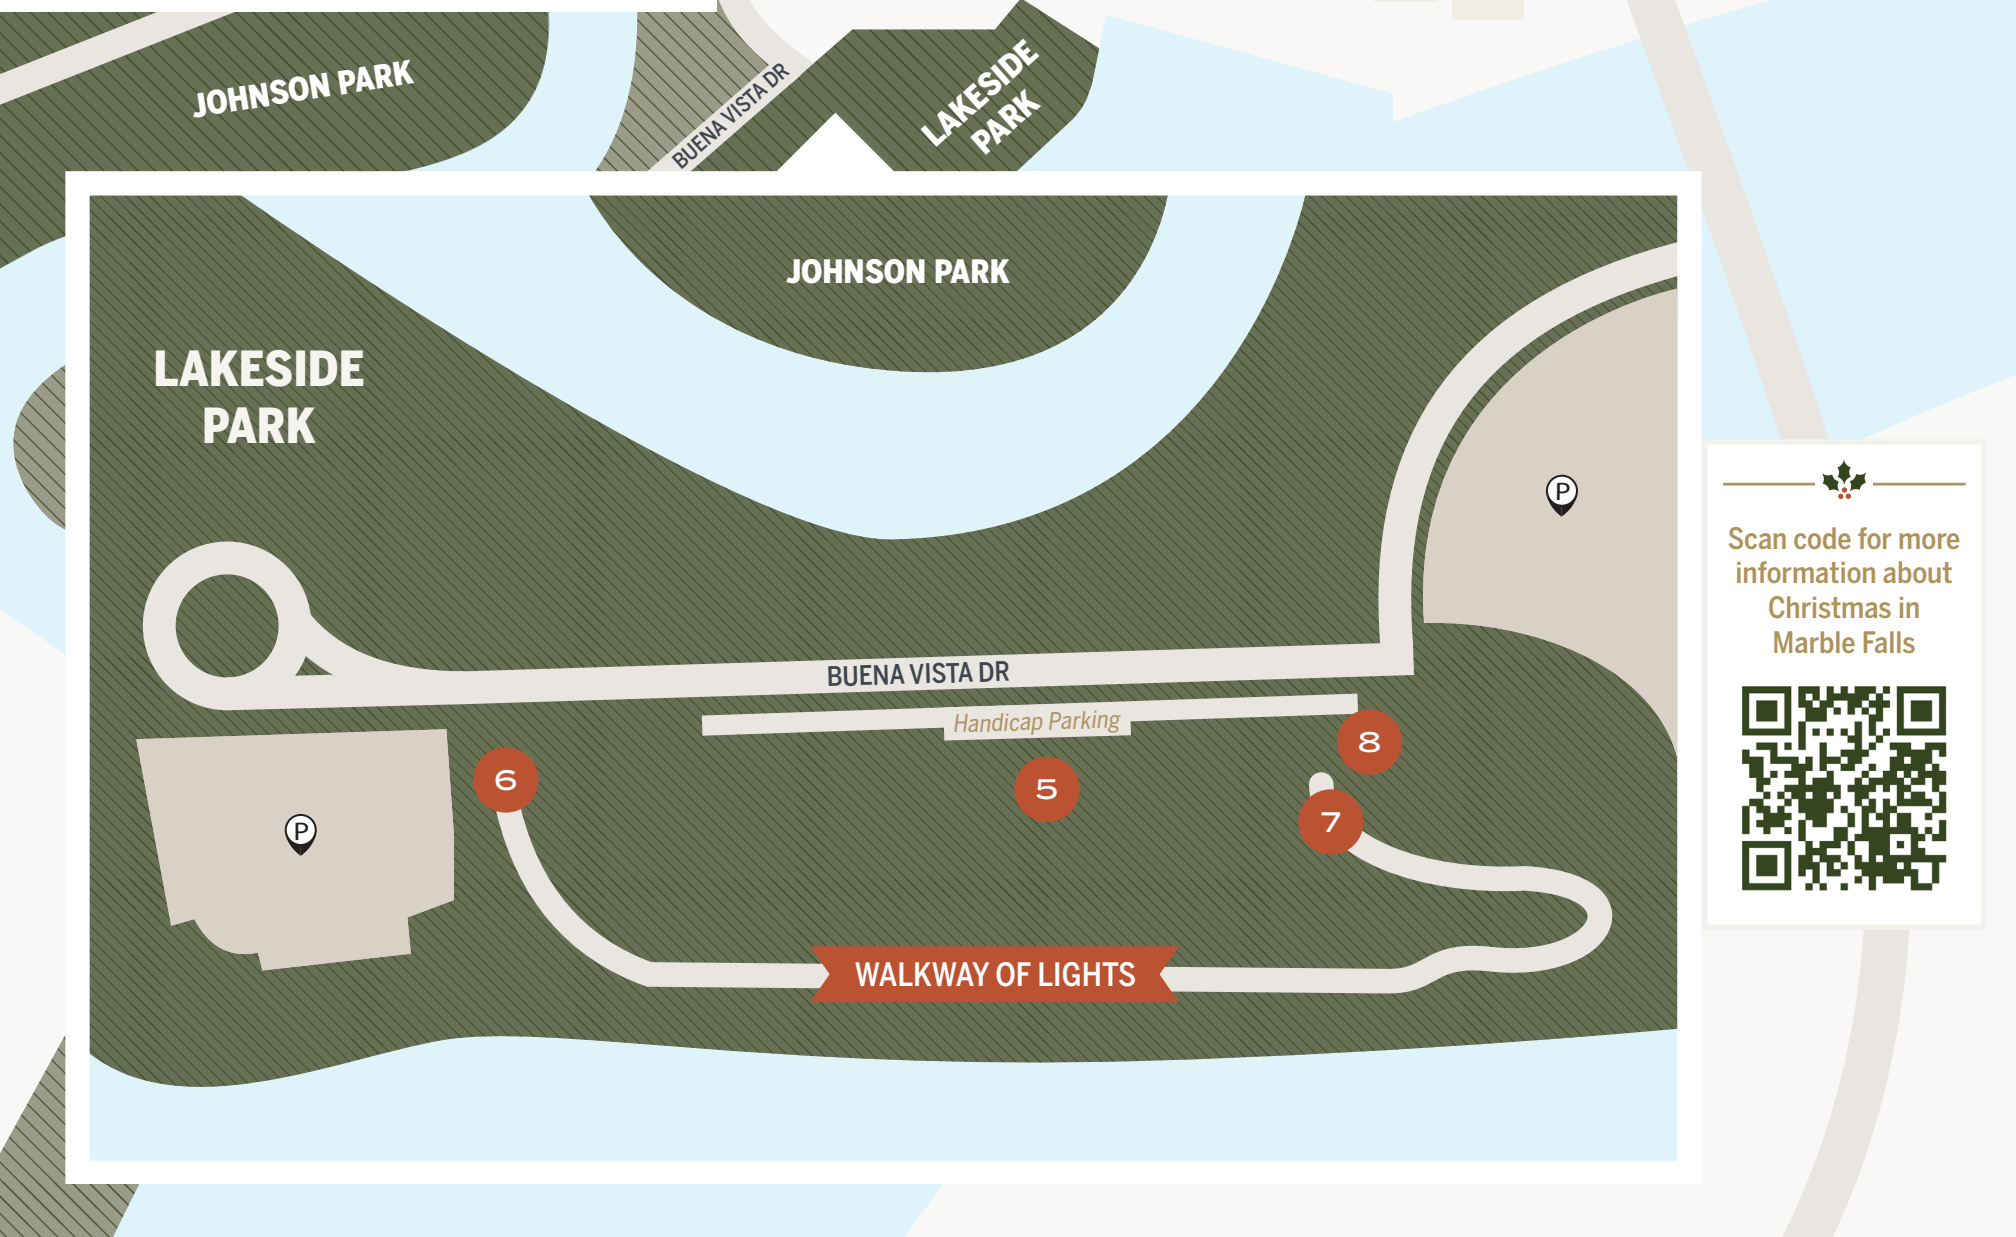 JOHNSON PARK
BUENA VISTA DR
LAKESIDE
PARK
JOHNSON PARK
LAKESIDE
PARK
P
BUENA VISTA DR
Handicap Parking
8
6
5
7
P
WALKWAY OF LIGHTS
Scan code for more
information about
Christmas in
Marble Falls